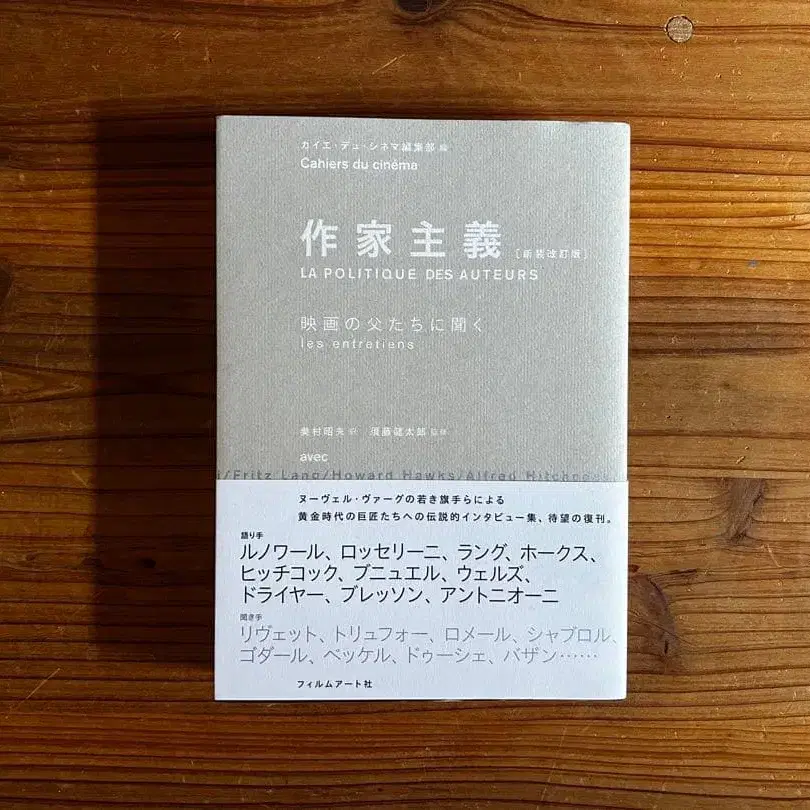 カイエ・デュ・シネマ編集部 編
Cahiers du cinéma
作家主義 [新装改訂版]
LA POLITIQUE DES AUTEURS
映画の父たちに聞く
les entretiens
奥村昭夫 訳 須藤健太郎 監修
avec
i/Fritz Lang/Howard Hawks/Alfred Hitchcock
ヌーヴェル・ヴァーグの若き旗手らによる
黄金時代の巨匠たちへの伝説的インタビュー集、待望の復刊。
語り手
ルノワール、ロッセリーニ、ラング、ホークス、
ヒッチコック、ブニュエル、ウェルズ、
ドライヤー、ブレッソン、アントニオーニ
聞き手
リヴェット、トリュフォー、ロメール、シャブロル、
ゴダール、ベッケル、ドゥーシェ、バザン……
フィルムアート社